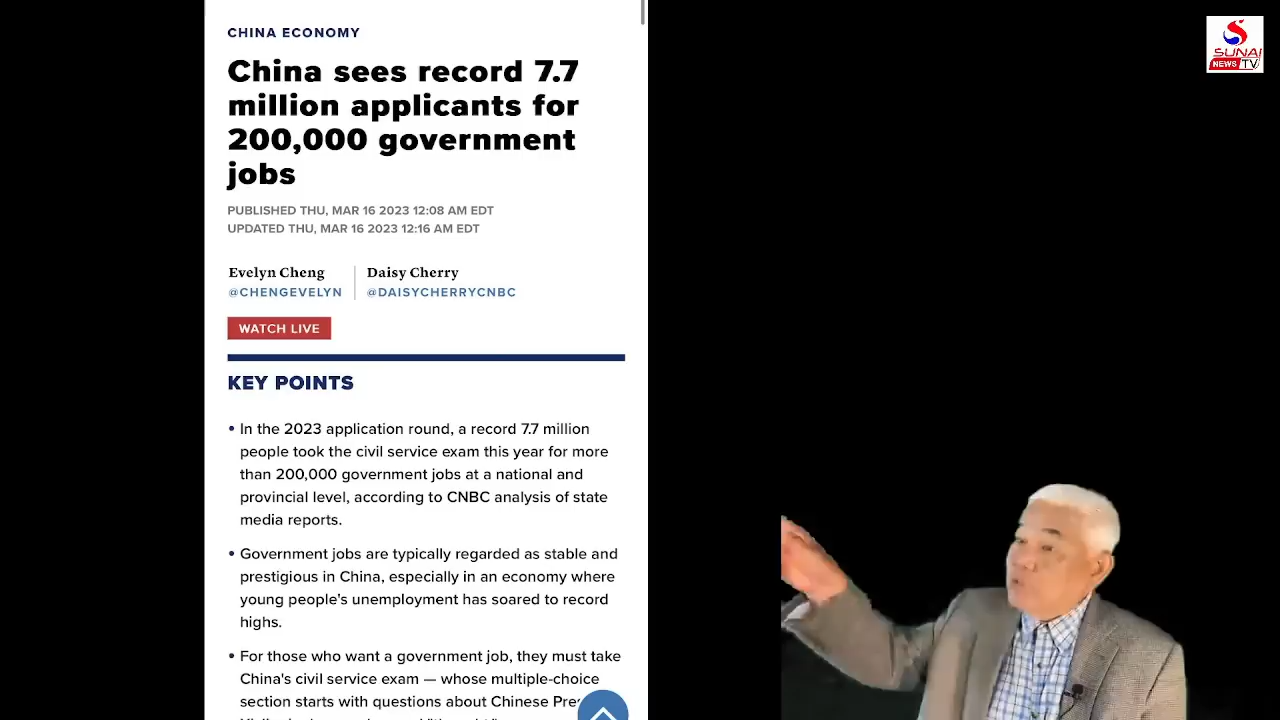 CHINA ECONOMY
China sees record 7.7
million applicants for
200,000 government
jobs
PUBLISHED THU, MAR 16 2023 12:08 AM EDT
UPDATED THU, MAR 16 2023 12:16 AM EDT
Evelyn Cheng
@CHENGEVELYN
Daisy Cherry
@DAISYCHERRYCNBC
WATCH LIVE
KEY POINTS
• In the 2023 application round, a record 7.7 million
people took the civil service exam this year for more
than 200,000 government jobs at a national and
provincial level, according to CNBC analysis of state
media reports.
• Government jobs are typically regarded as stable and
prestigious in China, especially in an economy where
young people's unemployment has soared to record
highs.
• For those who want a government job, they must take
China's civil service exam — whose multiple-choice
section starts with questions about Chinese
SUNAI
NEWS TV